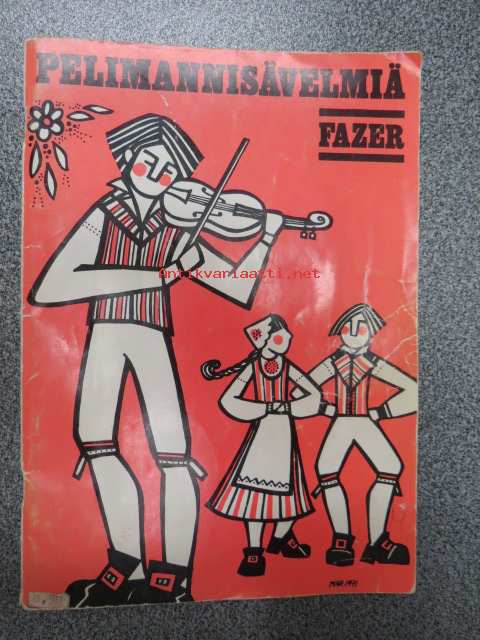 PELIMANNISÄVELMIÄ
FAZER
Antikvariaatti.net